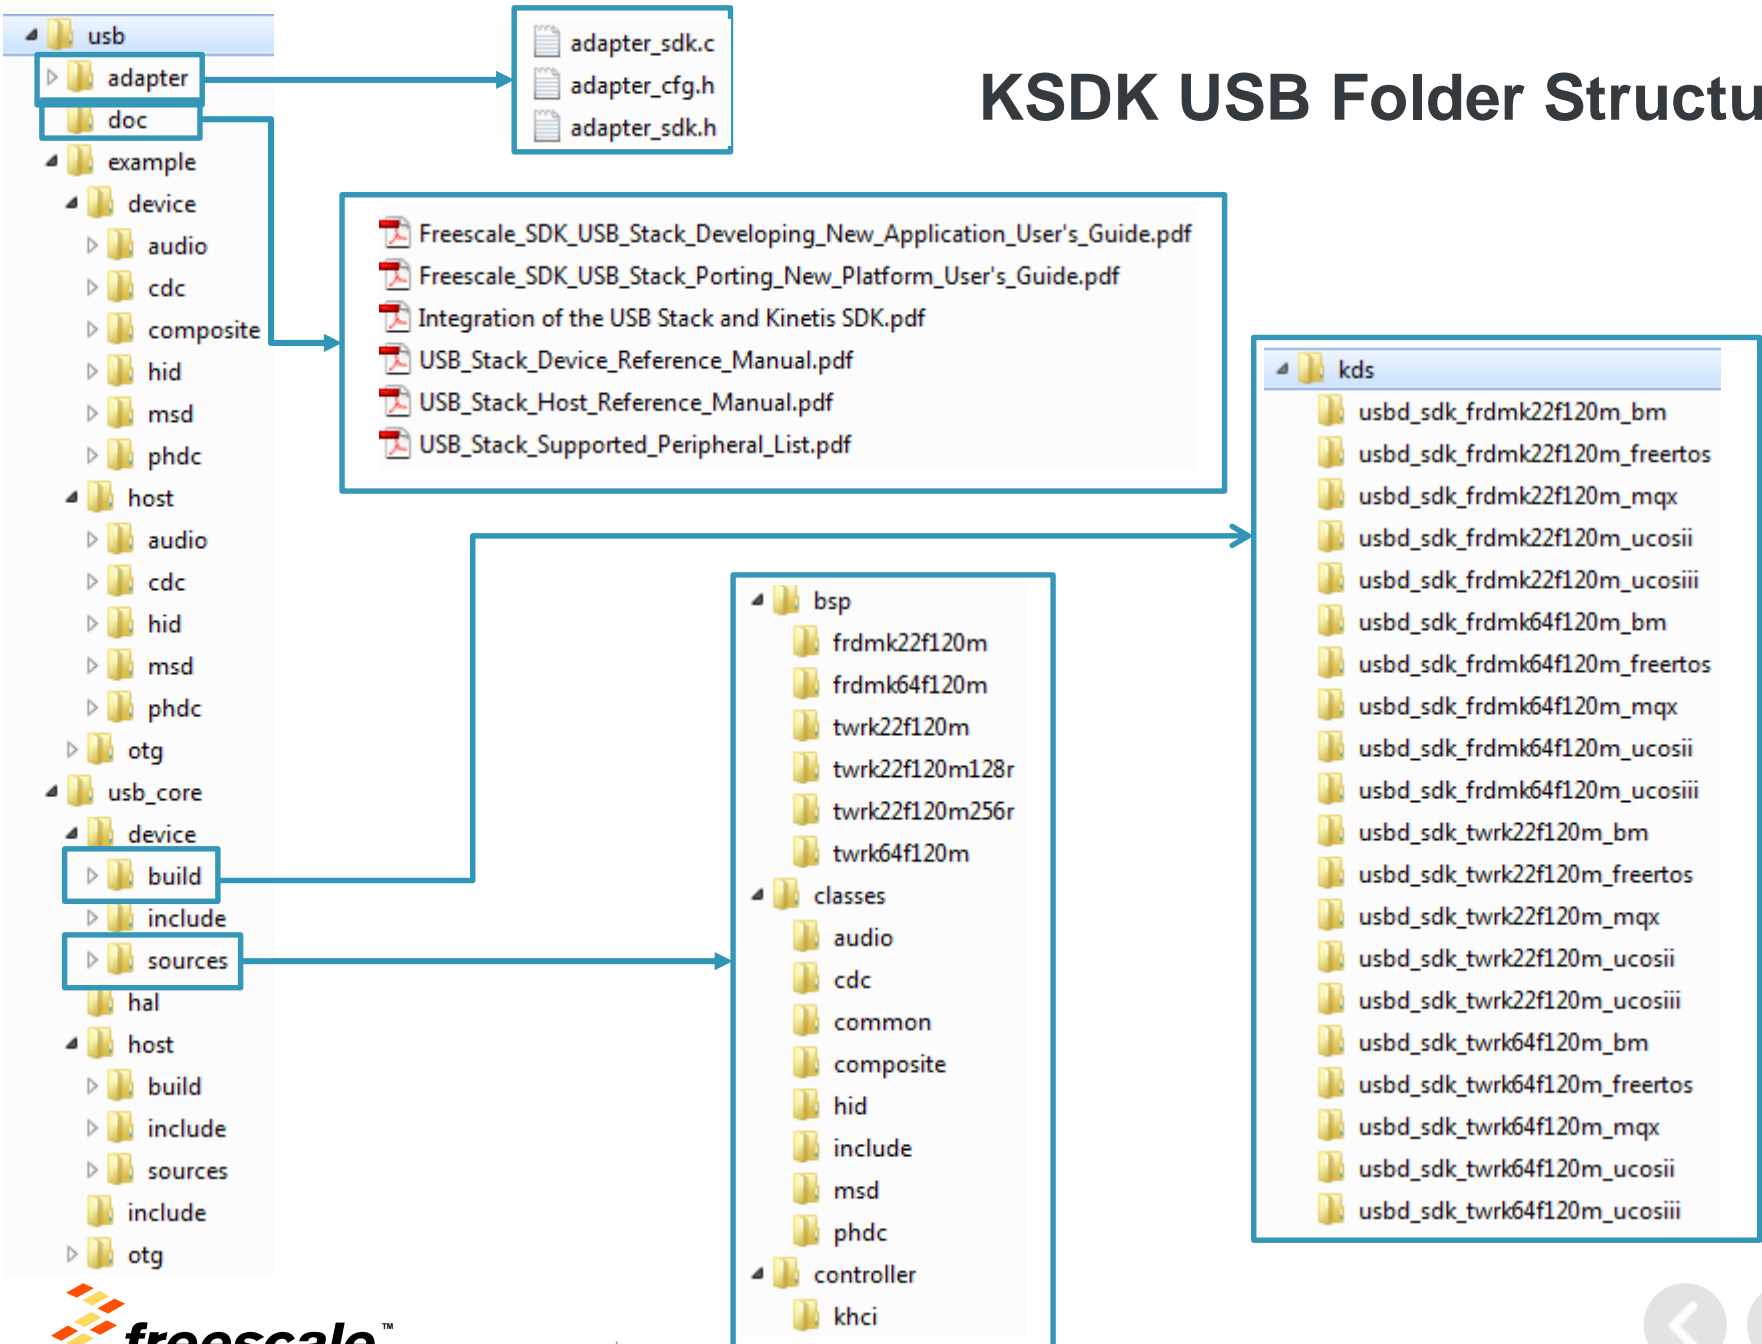 KSDK USB Folder Structu
usb
adapter
doc
example
device
audio
cdc
composite
hid
msd
phdc
host
audio
cdc
hid
msd
phdc
otg
usb_core
device
build
include
sources
hal
host
build
include
sources
include
otg
adapter_sdk.c
adapter_cfg.h
adapter_sdk.h
Freescale_SDK_USB_Stack_Developing_New_Application_User's_Guide.pdf
Freescale_SDK_USB_Stack_Porting_New_Platform_User's_Guide.pdf
Integration of the USB Stack and Kinetis SDK.pdf
USB_Stack_Device_Reference_Manual.pdf
USB_Stack_Host_Reference_Manual.pdf
USB_Stack_Supported_Peripheral_List.pdf
bsp
frdmk22f120m
frdmk64f120m
twrk22f120m
twrk22f120m128r
twrk22f120m256r
twrk64f120m
classes
audio
cdc
common
composite
hid
include
msd
phdc
controller
khci
kds
usbd_sdk_frdmk22f120m_bm
usbd_sdk_frdmk22f120m_freertos
usbd_sdk_frdmk22f120m_mqx
usbd_sdk_frdmk22f120m_ucosii
usbd_sdk_frdmk22f120m_ucosiii
usbd_sdk_frdmk64f120m_bm
usbd_sdk_frdmk64f120m_freertos
usbd_sdk_frdmk64f120m_mqx
usbd_sdk_frdmk64f120m_ucosii
usbd_sdk_frdmk64f120m_ucosiii
usbd_sdk_twrk22f120m_bm
usbd_sdk_twrk22f120m_freertos
usbd_sdk_twrk22f120m_mqx
usbd_sdk_twrk22f120m_ucosii
usbd_sdk_twrk22f120m_ucosiii
usbd_sdk_twrk64f120m_bm
usbd_sdk_twrk64f120m_freertos
usbd_sdk_twrk64f120m_mqx
usbd_sdk_twrk64f120m_ucosii
usbd_sdk_twrk64f120m_ucosiii
freescale™